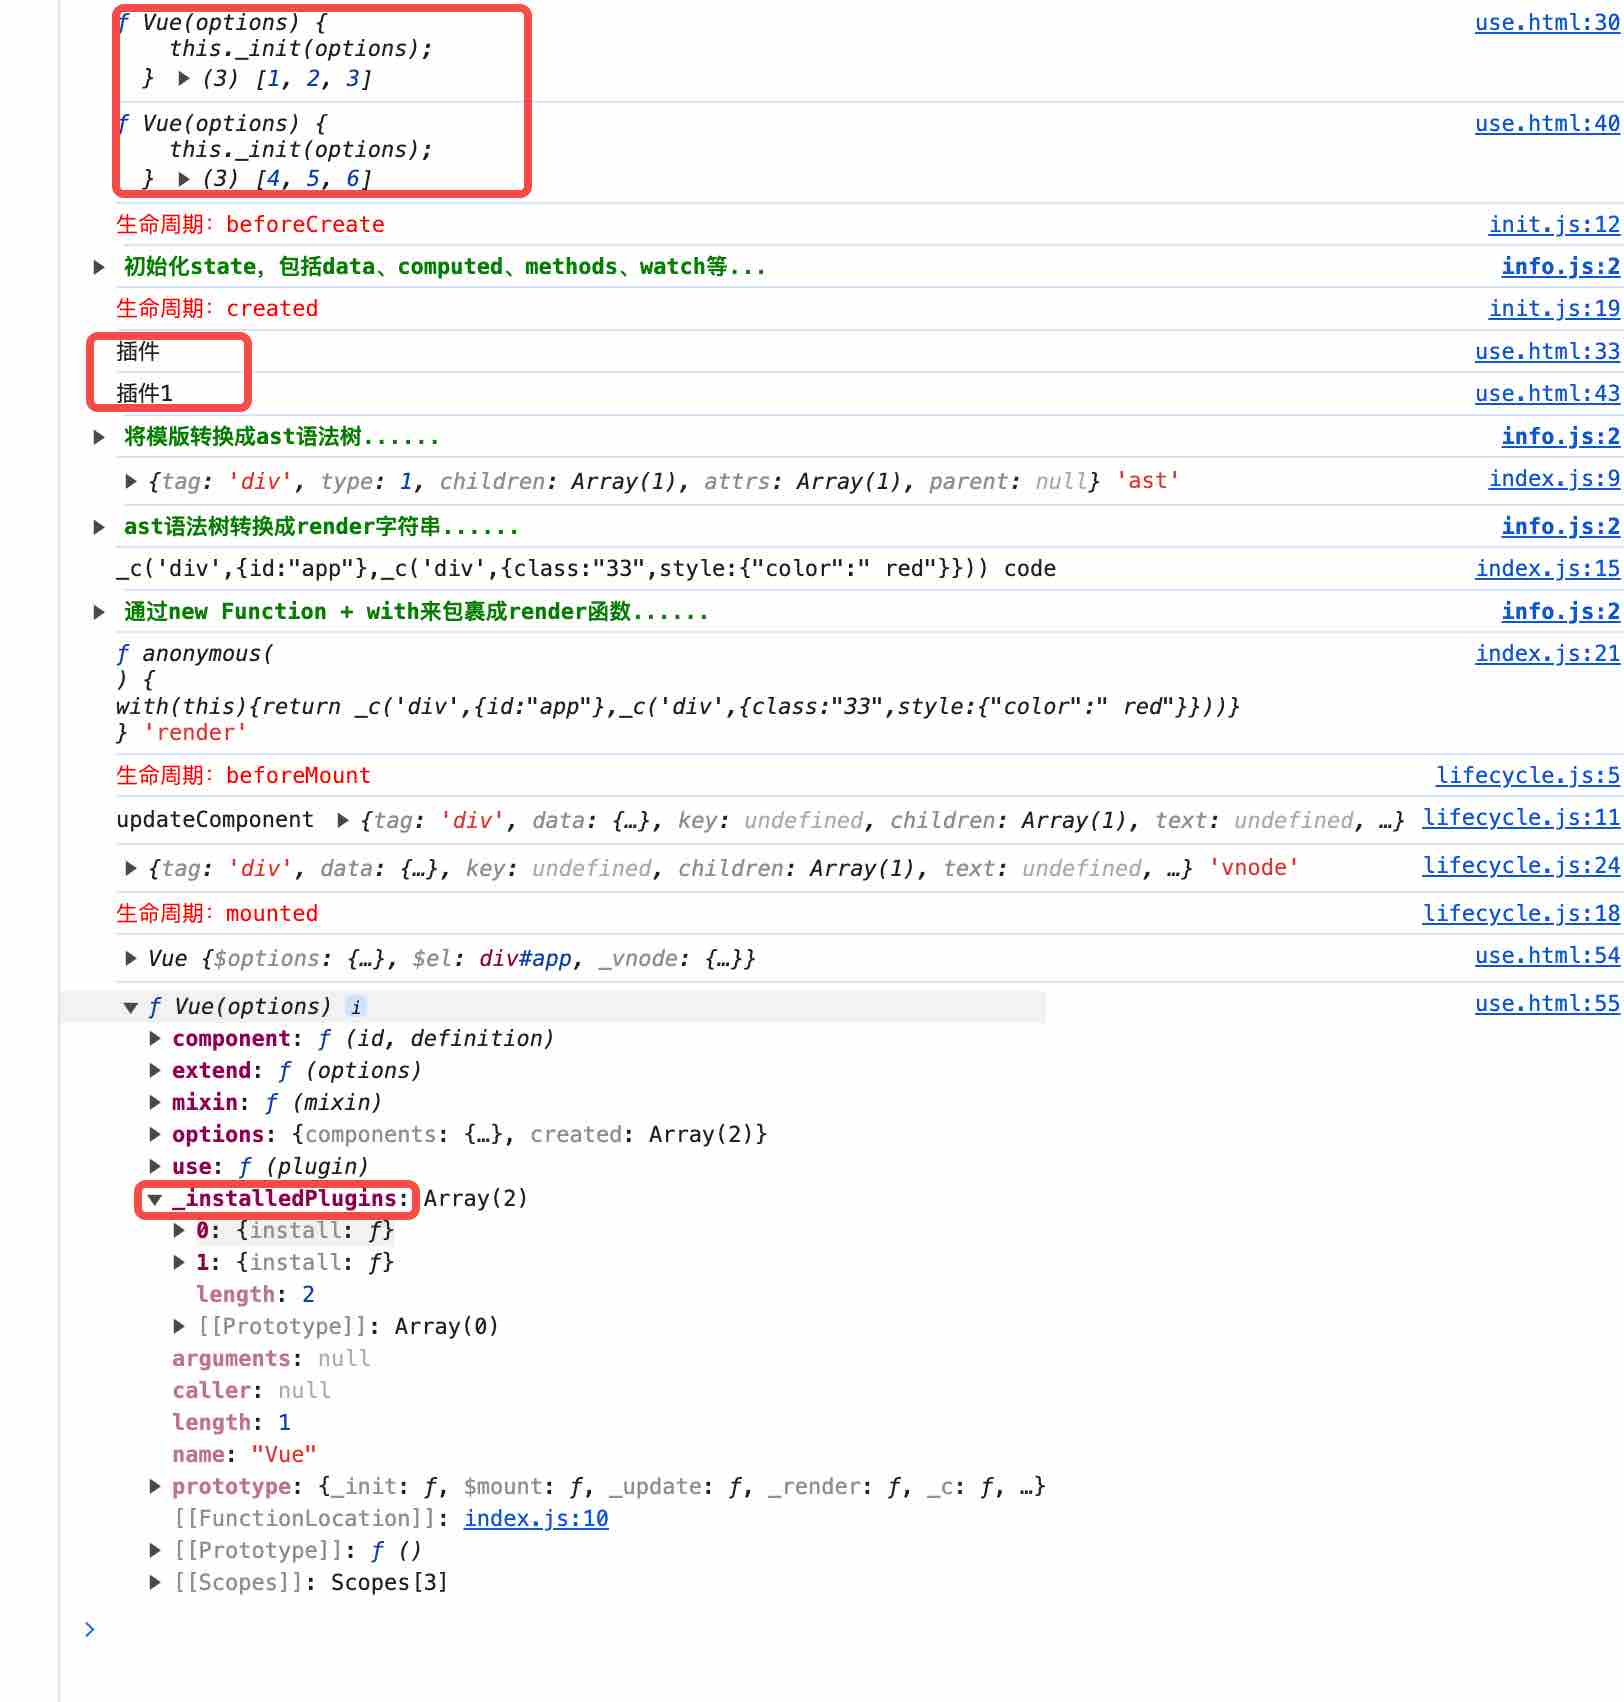 ƒ Vue(options) { use.html:30
this._init(options);
} ▶ (3) [1, 2, 3]
ƒ Vue(options) { use.html:40
this._init(options);
} ▶ (3) [4, 5, 6]
生命周期：beforeCreate init.js:12
▶ 初始化state，包括data、computed、methods、watch等... info.js:2
生命周期：created init.js:19
插件 use.html:33
插件1 use.html:43
▶ 将模版转换成ast语法树...... info.js:2
▶ {tag: 'div', type: 1, children: Array(1), attrs: Array(1), parent: null} 'ast' index.js:9
▶ ast语法树转换成render字符串...... info.js:2
_c('div',{id:"app"},_c('div',{class:"33",style:{"color":" red"}})) code index.js:15
▶ 通过new Function + with来包裹成render函数...... info.js:2
ƒ anonymous( index.js:21
) {
with(this){return _c('div',{id:"app"},_c('div',{class:"33",style:{"color":" red"}}))}
} 'render'
生命周期：beforeMount lifecycle.js:5
updateComponent ▶ {tag: 'div', data: {…}, key: undefined, children: Array(1), text: undefined, …} lifecycle.js:11
▶ {tag: 'div', data: {…}, key: undefined, children: Array(1), text: undefined, …} 'vnode' lifecycle.js:24
生命周期：mounted lifecycle.js:18
▶ Vue {$options: {…}, $el: div#app, _vnode: {…}} use.html:54
▼ ƒ Vue(options) i use.html:55
▶ component: ƒ (id, definition)
▶ extend: ƒ (options)
▶ mixin: ƒ (mixin)
▶ options: {components: {…}, created: Array(2)}
▶ use: ƒ (plugin)
▼ _installedPlugins: Array(2)
▶ 0: {install: ƒ}
▶ 1: {install: ƒ}
length: 2
▶ [[Prototype]]: Array(0)
arguments: null
caller: null
length: 1
name: "Vue"
▶ prototype: {_init: ƒ, $mount: ƒ, _update: ƒ, _render: ƒ, _c: ƒ, …}
[[FunctionLocation]]: index.js:10
▶ [[Prototype]]: ƒ ()
▶ [[Scopes]]: Scopes[3]
>